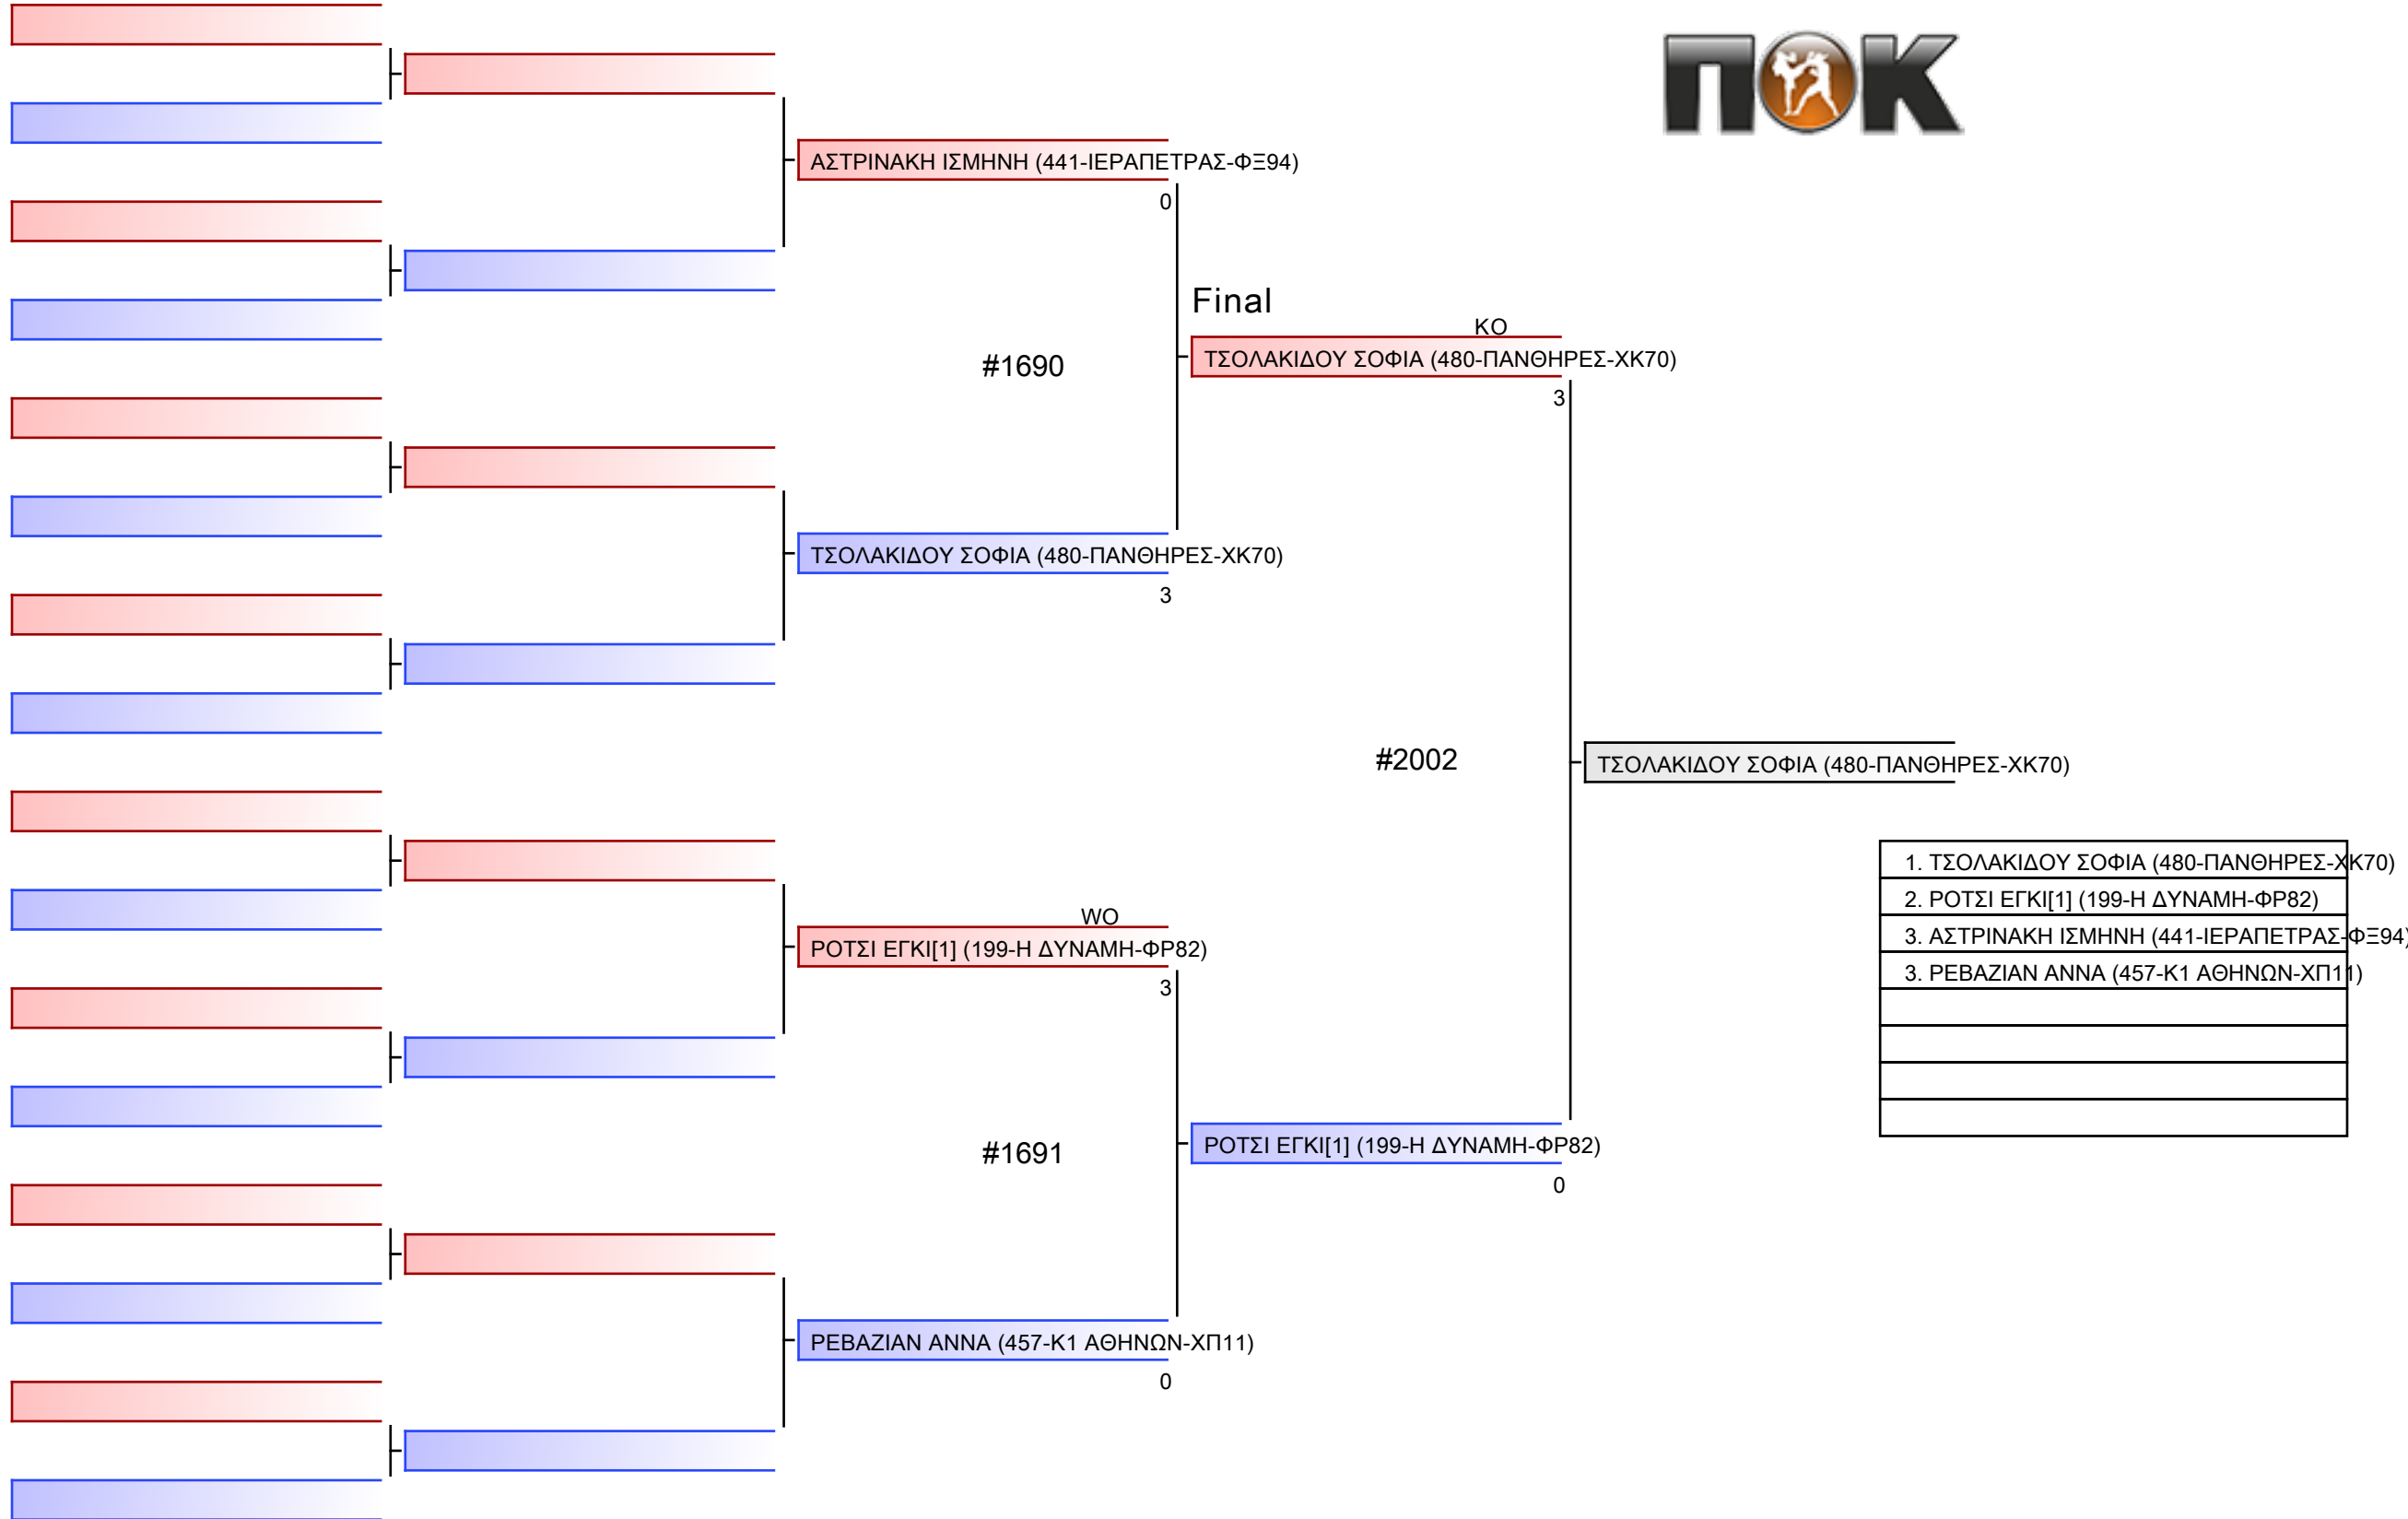 ΠΟΚ
ΑΣΤΡΙΝΑΚΗ ΙΣΜΗΝΗ (441-ΙΕΡΑΠΕΤΡΑΣ-ΦΞ94)
0
Final
KO
#1690
ΤΣΟΛΑΚΙΔΟΥ ΣΟΦΙΑ (480-ΠΑΝΘΗΡΕΣ-ΧΚ70)
3
ΤΣΟΛΑΚΙΔΟΥ ΣΟΦΙΑ (480-ΠΑΝΘΗΡΕΣ-ΧΚ70)
3
#2002
ΤΣΟΛΑΚΙΔΟΥ ΣΟΦΙΑ (480-ΠΑΝΘΗΡΕΣ-ΧΚ70)
1. ΤΣΟΛΑΚΙΔΟΥ ΣΟΦΙΑ (480-ΠΑΝΘΗΡΕΣ-ΧΚ70)
2. ΡΟΤΣΙ ΕΓΚΙ[1] (199-Η ΔΥΝΑΜΗ-ΦΡ82)
3. ΑΣΤΡΙΝΑΚΗ ΙΣΜΗΝΗ (441-ΙΕΡΑΠΕΤΡΑΣ-ΦΞ94)
3. ΡΕΒΑΖΙΑΝ ΑΝΝΑ (457-Κ1 ΑΘΗΝΩΝ-ΧΠ11)
WO
ΡΟΤΣΙ ΕΓΚΙ[1] (199-Η ΔΥΝΑΜΗ-ΦΡ82)
3
#1691
ΡΟΤΣΙ ΕΓΚΙ[1] (199-Η ΔΥΝΑΜΗ-ΦΡ82)
0
ΡΕΒΑΖΙΑΝ ΑΝΝΑ (457-Κ1 ΑΘΗΝΩΝ-ΧΠ11)
0